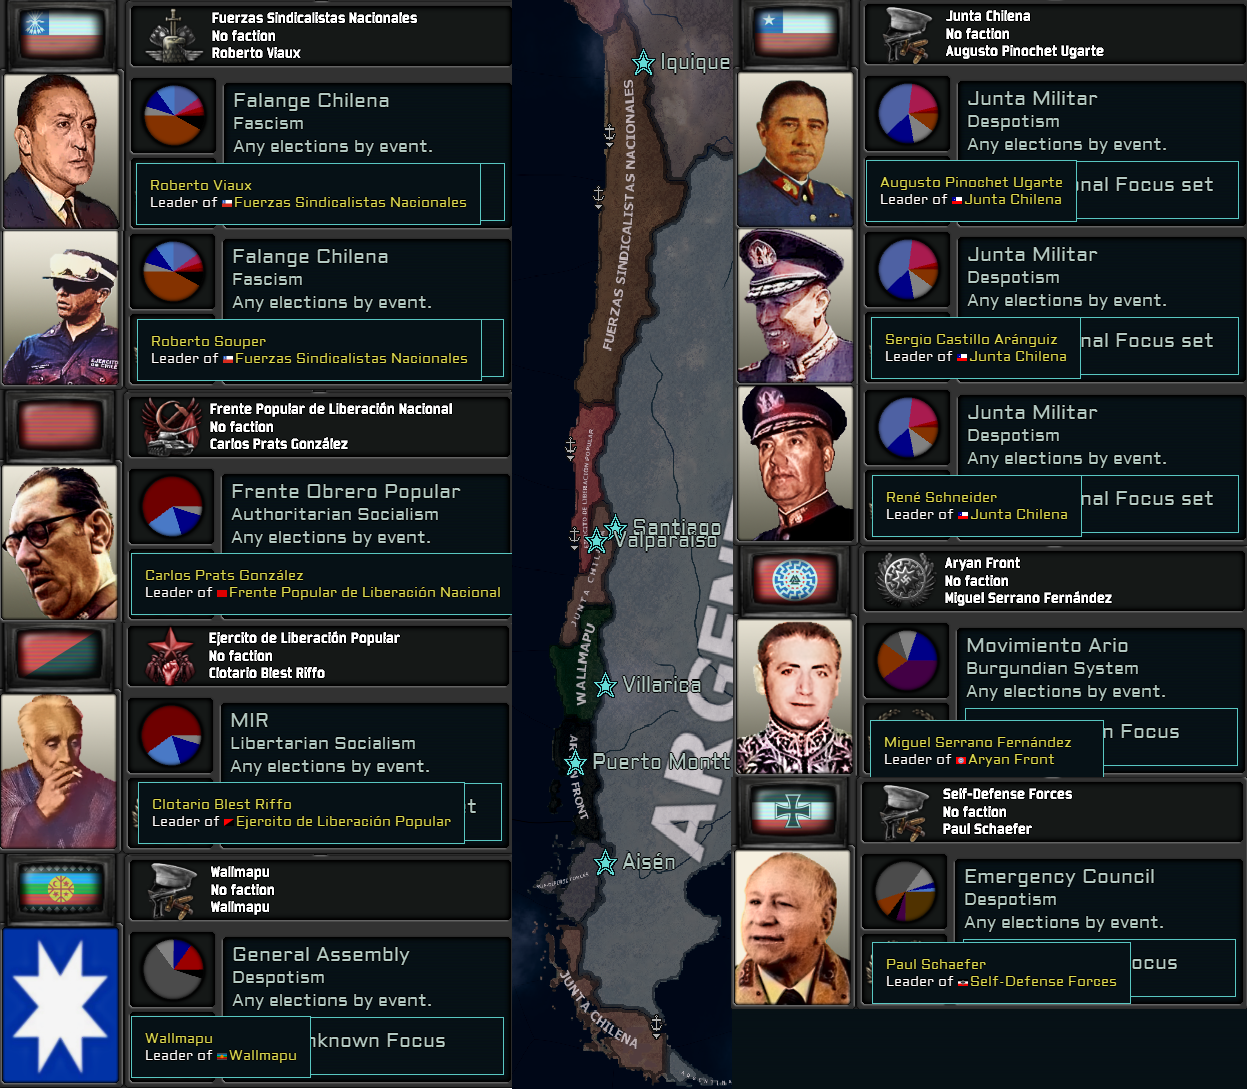 Fuerzas Sindicalistas Nacionales
No faction
Roberto Viaux
Falange Chilena
Fascism
Any elections by event.
Roberto Viaux
Leader of Fuerzas Sindicalistas Nacionales
Falange Chilena
Fascism
Any elections by event.
Roberto Souper
Leader of Fuerzas Sindicalistas Nacionales
EJERCITO
DE CHILE
Frente Popular de Liberación Nacional
No faction
Carlos Prats González
Frente Obrero Popular
Authoritarian Socialism
Any elections by event.
Carlos Prats González
Leader of Frente Popular de Liberación Nacional
Ejercito de Liberación Popular
No faction
Clotario Blest Riffo
MIR
Libertarian Socialism
Any elections by event.
t
Clotario Blest Riffo
Leader of Ejercito de Liberación Popular
Wallmapu
No faction
Wallmapu
General Assembly
Despotism
Any elections by event.
nknown Focus
Wallmapu
Leader of Wallmapu
Iquique
FUERZAS SINDICALISTAS NACIONALES
EJERCITO DE LIBERACIÓN POPULAR
Santiago
Valparaíso
JUNTA CHIL
WALLMAPU
Villarica
Puerto Montt
FRONT
ARGEN
Aisén
JUNTA CHILENA
ARGENTINA
Junta Chilena
No faction
Augusto Pinochet Ugarte
Junta Militar
Despotism
Any elections by event.
nal Focus set
Augusto Pinochet Ugarte
Leader of Junta Chilena
Junta Militar
Despotism
Any elections by event.
nal Focus set
Sergio Castillo Aránguiz
Leader of Junta Chilena
Junta Militar
Despotism
Any elections by event.
nal Focus set
René Schneider
Leader of Junta Chilena
Aryan Front
No faction
Miguel Serrano Fernández
Movimiento Ario
Burgundian System
Any elections by event.
n Focus
Miguel Serrano Fernández
Leader of Aryan Front
Self-Defense Forces
No faction
Paul Schaefer
Emergency Council
Despotism
Any elections by event.
ocus
Paul Schaefer
Leader of Self-Defense Forces